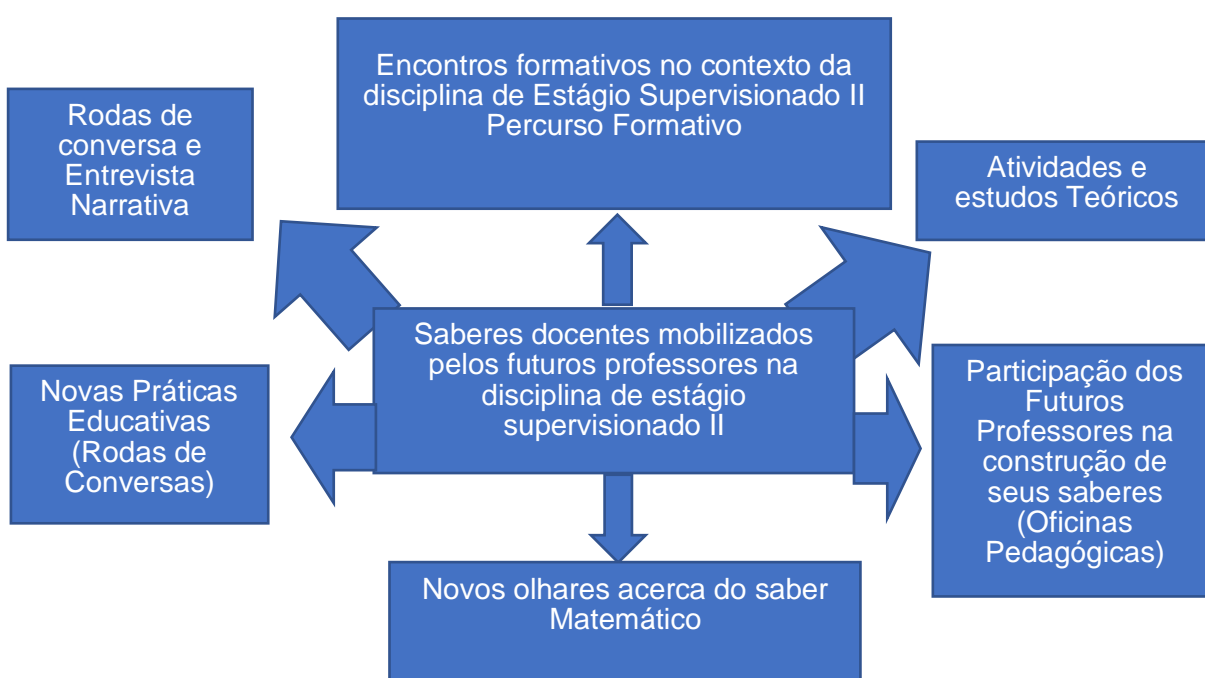 Encontros formativos no contexto da
disciplina de Estágio Supervisionado II
Percurso Formativo
Rodas de
conversa e
Entrevista
Narrativa
Atividades e
estudos Teóricos
Saberes docentes mobilizados
pelos futuros professores na
disciplina de estágio
supervisionado II
Novas Práticas
Educativas
(Rodas de
Conversas)
Participação dos
Futuros
Professores na
construção de
seus saberes
(Oficinas
Pedagógicas)
Novos olhares acerca do saber
Matemático